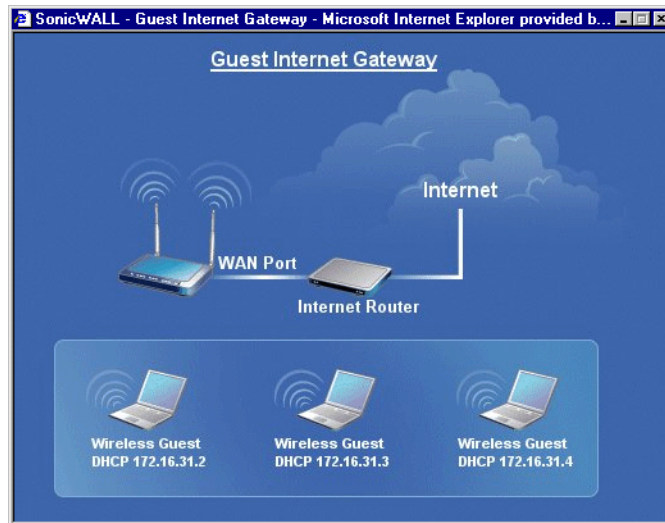 SonicWALL - Guest Internet Gateway - Microsoft Internet Explorer provided b...
Guest Internet Gateway
Internet
WAN Port
Internet Router
Wireless Guest
DHCP 172.16.31.2
Wireless Guest
DHCP 172.16.31.3
Wireless Guest
DHCP 172.16.31.4